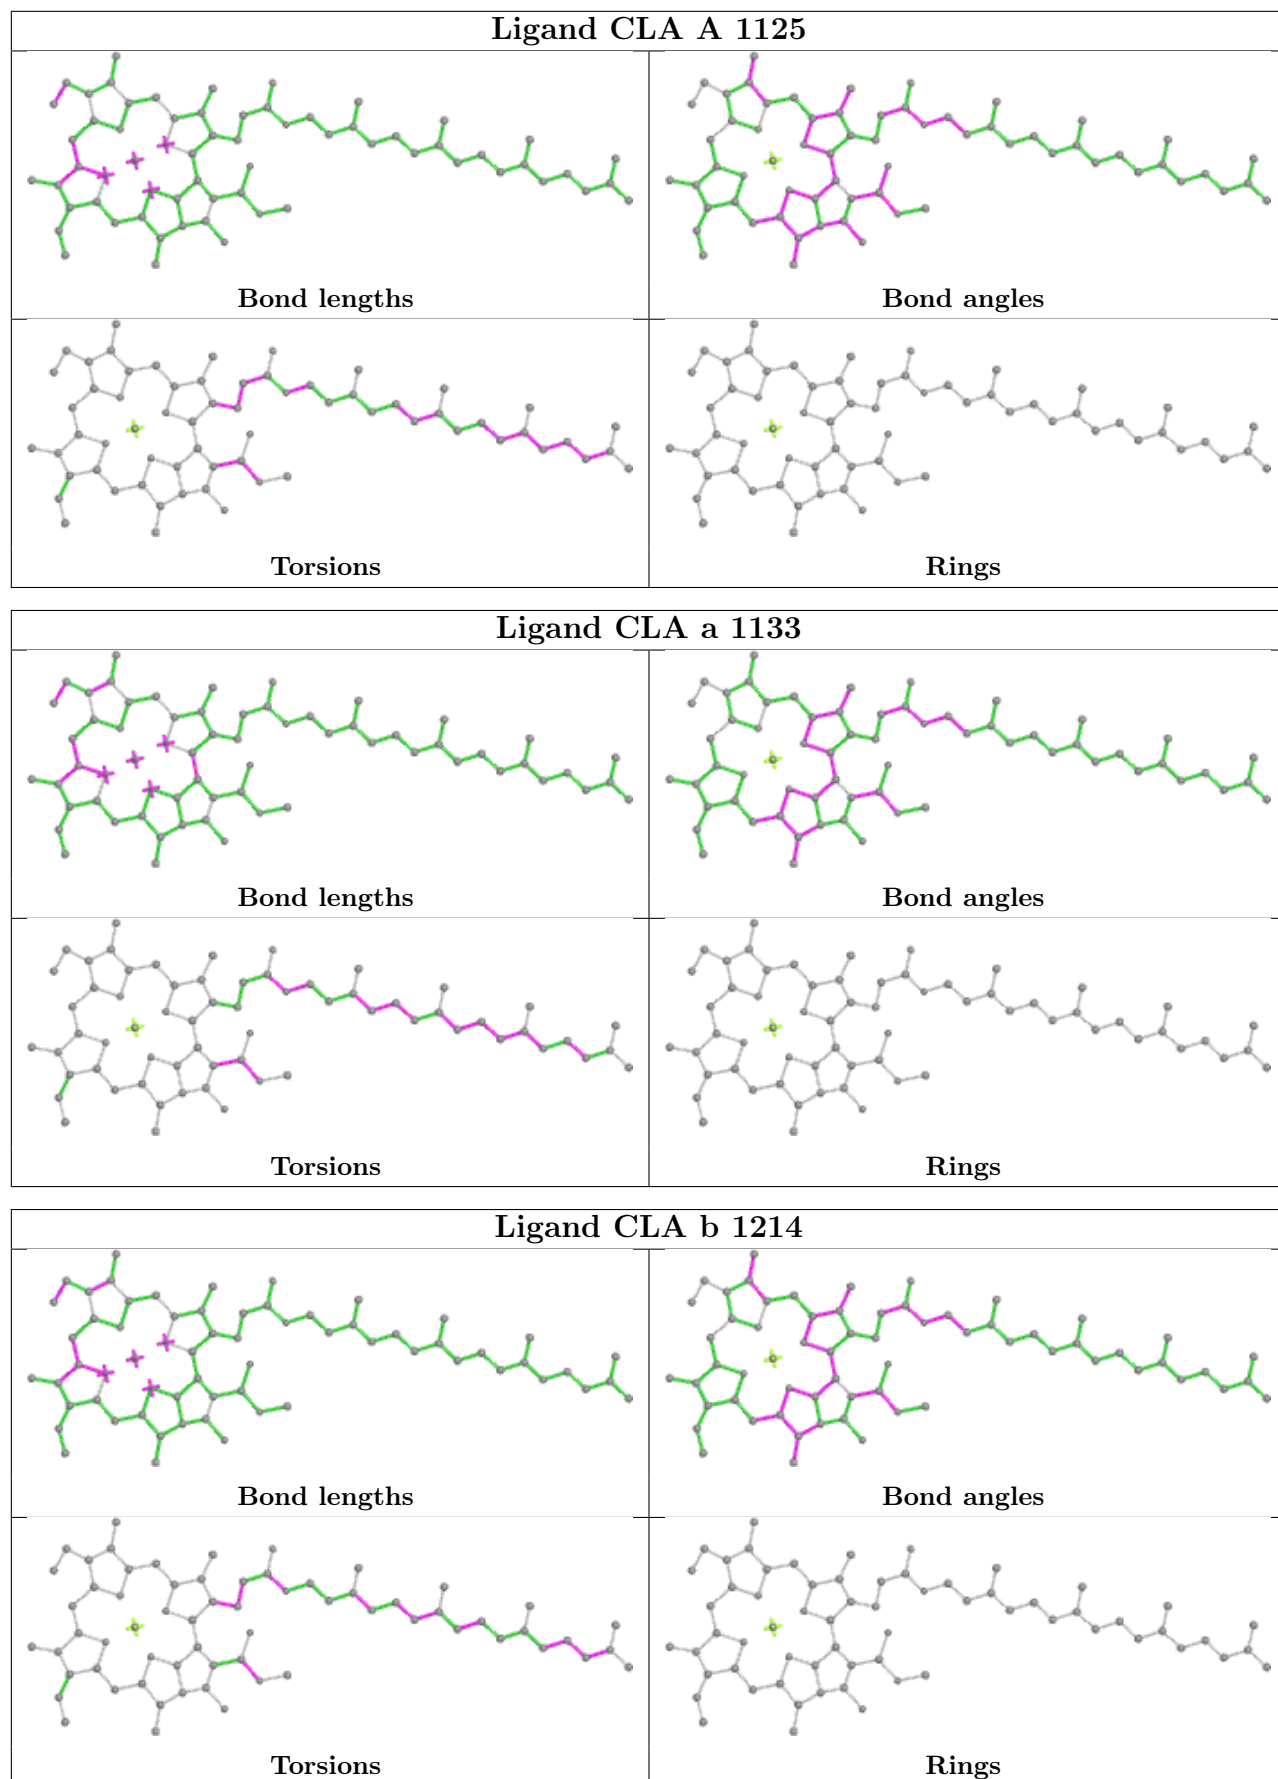 Ligand CLA A 1125
Bond lengths
Bond angles
Torsions
Rings
Ligand CLA a 1133
Bond lengths
Bond angles
Torsions
Rings
Ligand CLA b 1214
Bond lengths
Bond angles
Torsions
Rings